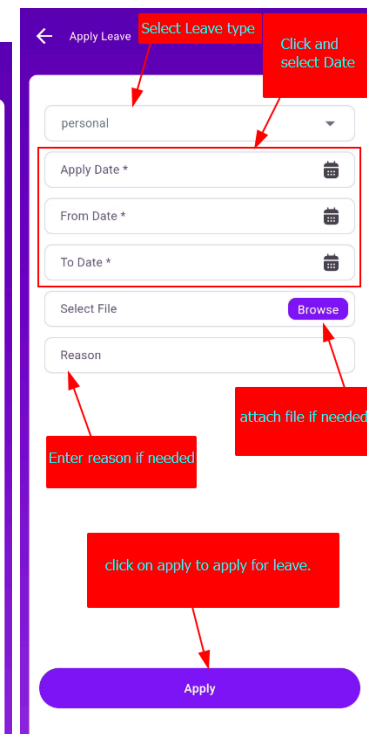 Apply Leave
Select Leave type
Click and
select Date
personal
Apply Date *
From Date *
To Date *
Select File
Browse
Reason
attach file if needed
Enter reason if needed
click on apply to apply for leave.
Apply